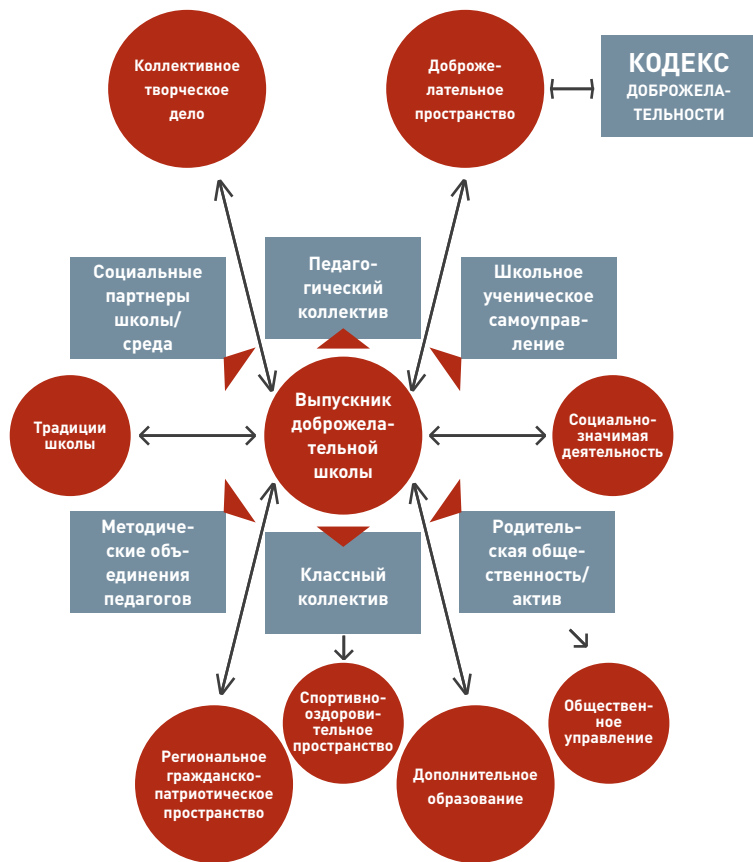 Коллективное
творческое
дело
Доброже-
лательное
пространство
КОДЕКС
ДОБРОЖЕЛА-
ТЕЛЬНОСТИ
Социальные
партнеры
школы/
среда
Педаго-
гический
коллектив
Школьное
ученическое
самоуправ-
ление
Традиции
школы
Выпускник
доброжела-
тельной
школы
Социально-
значимая
деятельность
Методиче-
ские объ-
единения
педагогов
Классный
коллектив
Родитель-
ская обще-
ственность/
актив
Региональное
гражданско-
патриотическое
пространство
Спортивно-
оздорови-
тельное
пространство
Дополнительное
образование
Обществен-
ное
управление